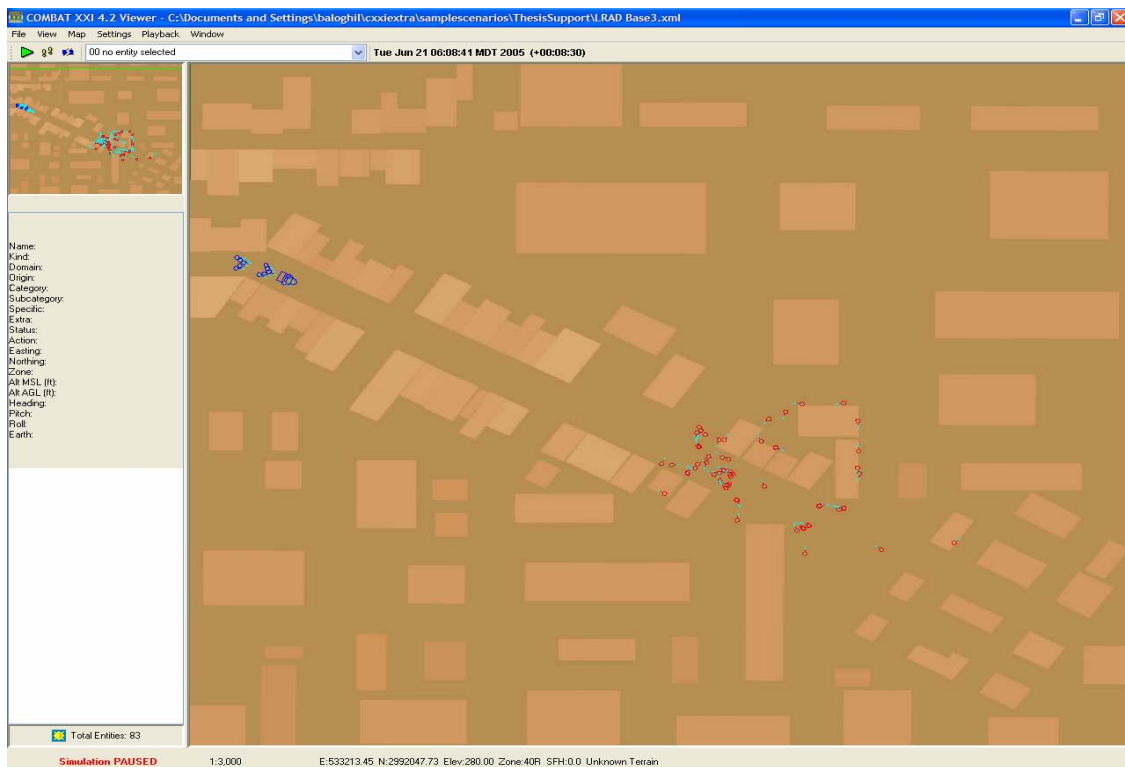 COMBAT XXI 4.2 Viewer - C:\Documents and Settings\baloghil\cxxiextra\samplescenarios\ThesisSupport\LRAD Base3.xml
File View Map Settings Playback Window
00 no entity selected Tue Jun 21 06:08:41 MDT 2005 (+00:08:30)
Name:
Kind:
Domain:
Origin:
Category:
Subcategory:
Specific:
Extra:
Status:
Action:
Easting:
Northing:
Zone:
Alt MSL (ft):
Alt AGL (ft):
Heading:
Pitch:
Roll:
Earth:
Total Entities: 83
Simulation PAUSED 1:3,000 E:533213.45 N:2992047.73 Elev:280.00 Zone:40R SFH:0.0 Unknown Terrain